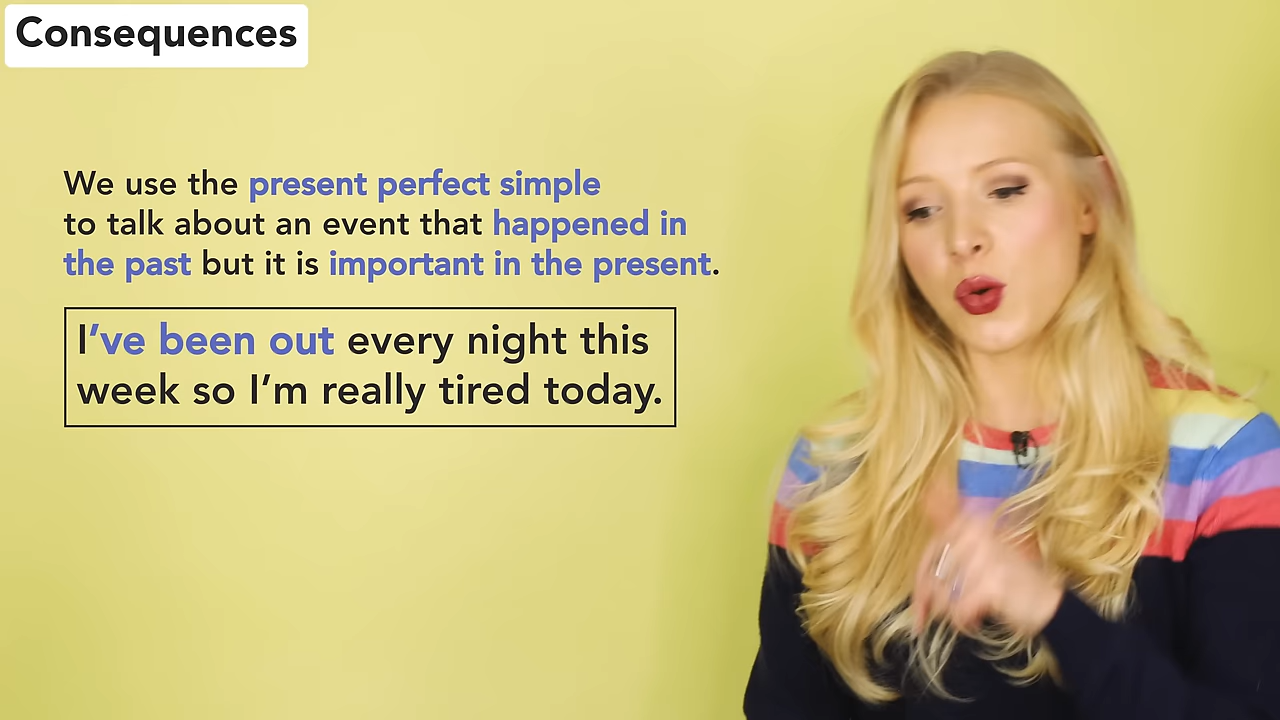 Consequences
We use the present perfect simple
to talk about an event that happened in
the past but it is important in the present.
I’ve been out every night this
week so I’m really tired today.